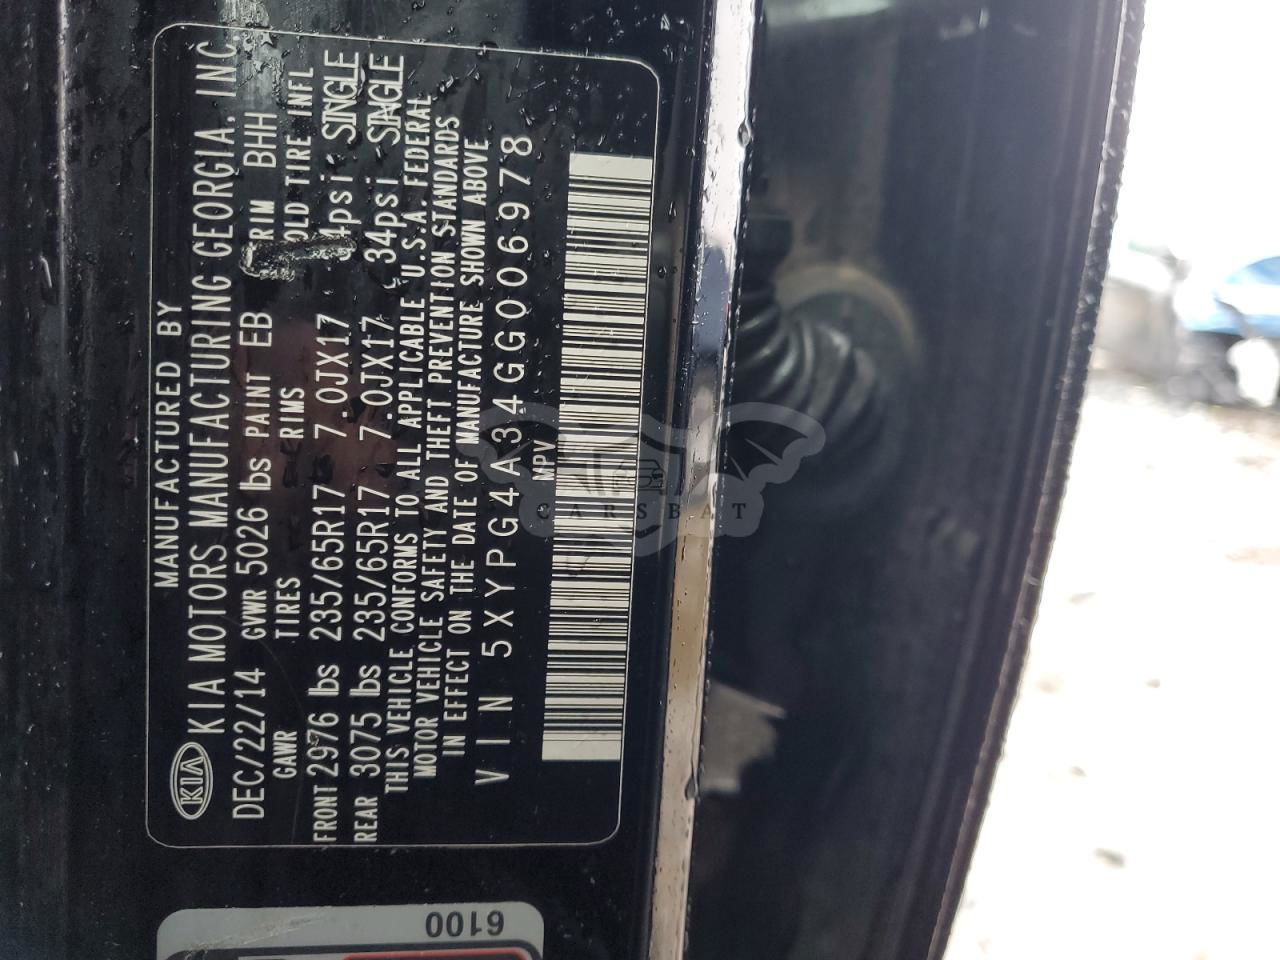 MANUFACTURED BY
KIA KIA MOTORS MANUFACTURING GEORGIA, INC
DEC/22/14 GVWR 5026 lbs PAINT EB TRIM BHH
GAWR TIRES RIMS COLD TIRE INFL
FRONT 2976 lbs 235/65R17 7.0JX17 34psi SINGLE
REAR 3075 lbs 235/65R17 7.0JX17 34psi SINGLE
THIS VEHICLE CONFORMS TO ALL APPLICABLE U.S.A. FEDERAL
MOTOR VEHICLE SAFETY AND THEFT PREVENTION STANDARDS
IN EFFECT ON THE DATE OF MANUFACTURE SHOWN ABOVE
VIN 5XYPG4A34GG006978
MPV
CARSBAT
6100